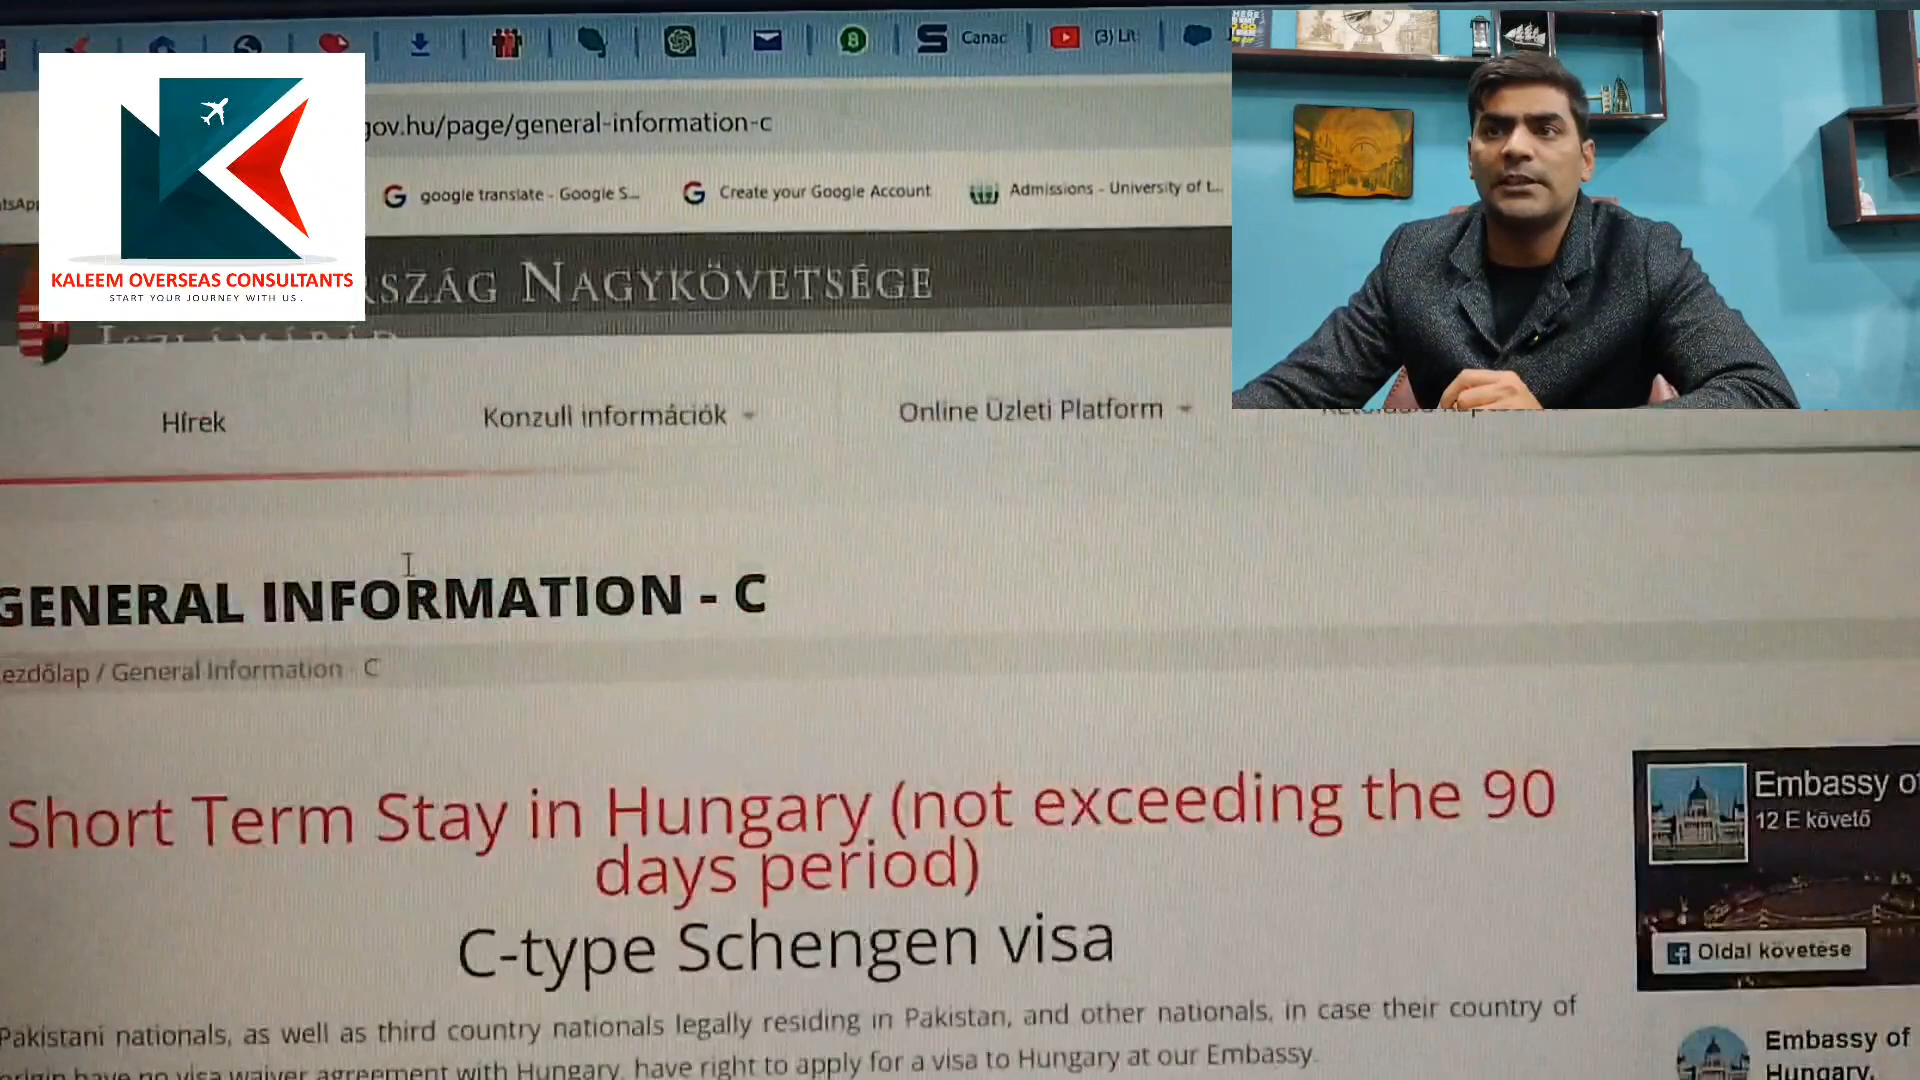 Canac
(3) Lit
gov.hu/page/general-information-c
google translate - Google S...
Create your Google Account
Admissions - University of t...
KALEEM OVERSEAS CONSULTANTS
START YOUR JOURNEY WITH US.
SZÁG NAGYKÖVETSÉGE
Hírek
Konzuli információk
Online Üzleti Platform
GENERAL INFORMATION - C
ezdőlap / General Information - C
Short Term Stay in Hungary (not exceeding the 90
days period)
C-type Schengen visa
Pakistani nationals, as well as third country nationals legally residing in Pakistan, and other nationals, in case their country of
origin have no visa waiver agreement with Hungary, have right to apply for a visa to Hungary at our Embassy.
Embassy of
12 E követő
Oldal követése
Embassy of
Hungary,